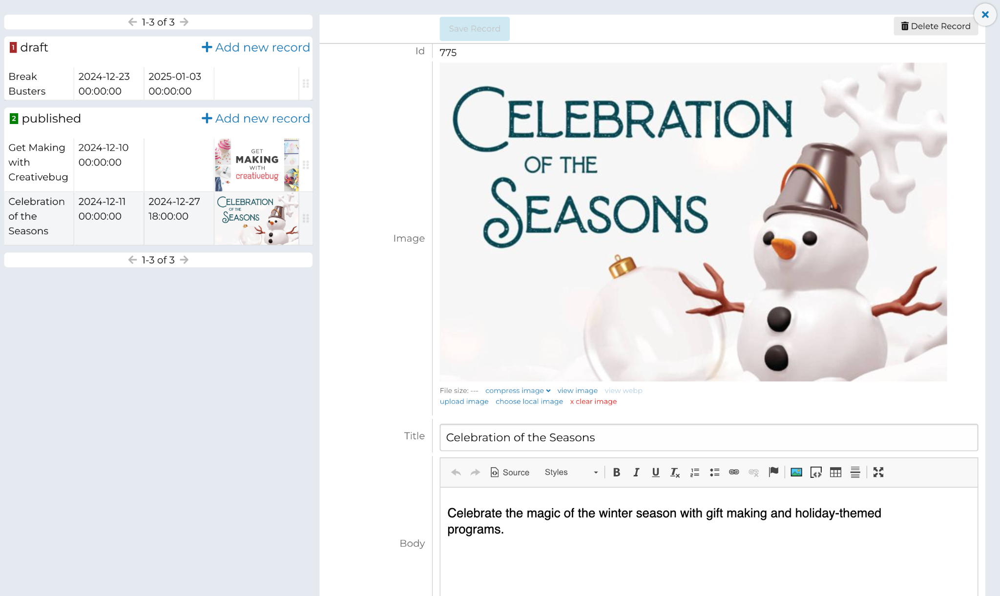 1-3 of 3
1 draft
Add new record
Break
Busters
2024-12-23
00:00:00
2025-01-03
00:00:00
2 published
Add new record
Get Making
with
Creativebug
2024-12-10
00:00:00
GET
MAKING
WITH
creativebug
Celebration
of the
Seasons
2024-12-11
00:00:00
2024-12-27
18:00:00
CELEBRATION
OF THE
SEASONS
1-3 of 3
Save Record
Delete Record
Id
775
Image
CELEBRATION
OF THE
SEASONS
File size: --- compress image view image view webp
upload image choose local image x clear image
Title
Celebration of the Seasons
Body
Source Styles B I U Tx
Celebrate the magic of the winter season with gift making and holiday-themed
programs.